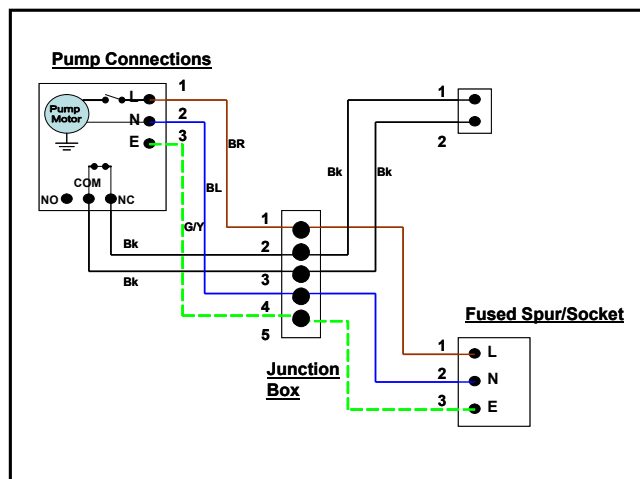 Pump Connections
1
L
Pump
Motor
N
2
E
3
BR
COM
NO
NC
BL
G/Y
Bk
Bk
1
2
Bk
Bk
1
2
3
4
5
Junction
Box
Fused Spur/Socket
1
L
2
N
3
E